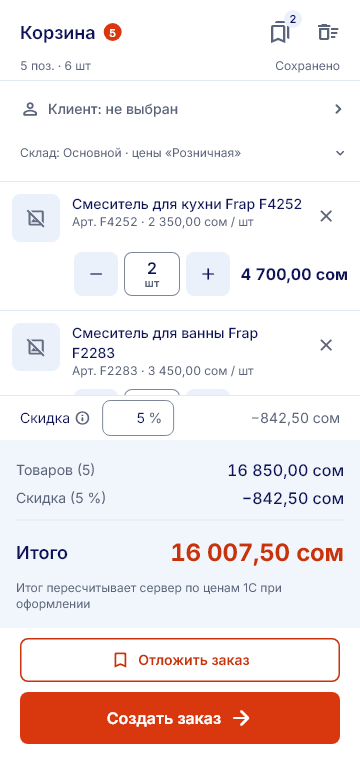 Корзина 5
2
5 поз. · 6 шт
Сохранено
Клиент: не выбран
Склад: Основной · цены «Розничная»
Смеситель для кухни Frap F4252
Арт. F4252 · 2 350,00 сом / шт
2
шт
4 700,00 сом
Смеситель для ванны Frap
F2283
Арт. F2283 · 3 450,00 сом / шт
Скидка
5 %
−842,50 сом
Товаров (5)
16 850,00 сом
Скидка (5 %)
−842,50 сом
Итого
16 007,50 сом
Итог пересчитывает сервер по ценам 1С при
оформлении
Отложить заказ
Создать заказ